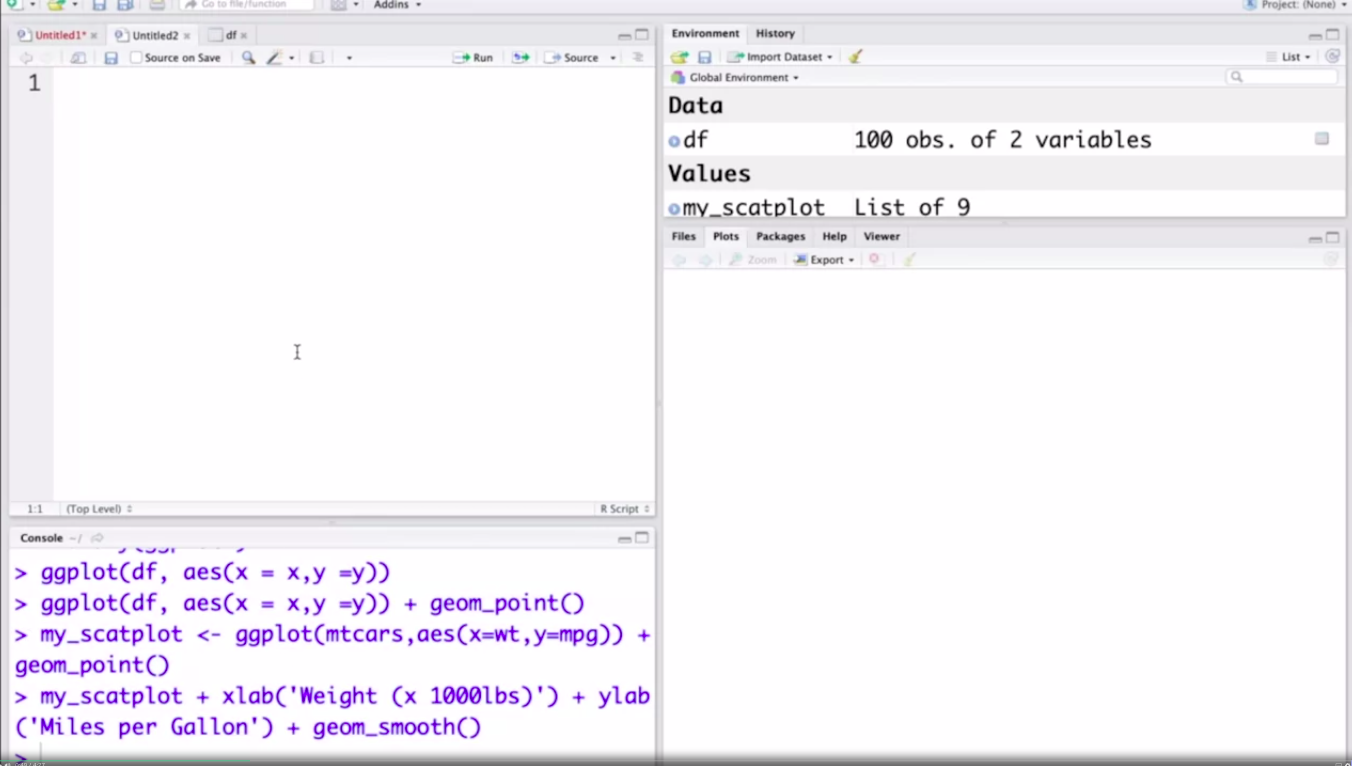 Go to file/function
Addins
Project: (None)
Untitled1*
Untitled2
df
Source on Save
Run
Source
1
1:1
(Top Level)
R Script
Console ~/
> ggplot(df, aes(x = x,y =y))
> ggplot(df, aes(x = x,y =y)) + geom_point()
> my_scatplot <- ggplot(mtcars,aes(x=wt,y=mpg)) +
geom_point()
> my_scatplot + xlab('Weight (x 1000lbs)') + ylab
('Miles per Gallon') + geom_smooth()
>
Environment
History
Import Dataset
List
Global Environment
Data
df 100 obs. of 2 variables
Values
my_scatplot List of 9
Files
Plots
Packages
Help
Viewer
Zoom
Export